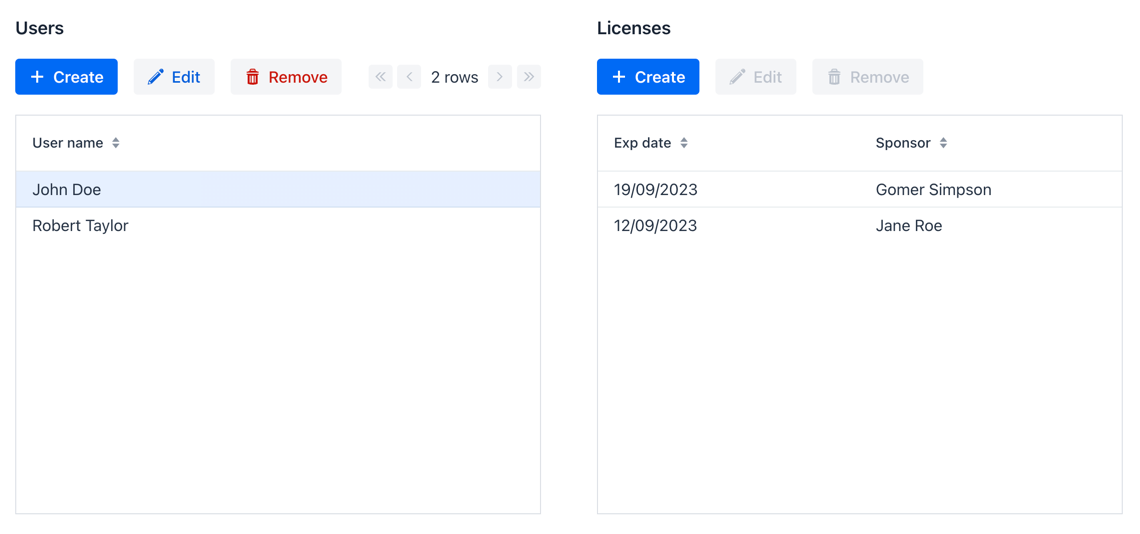 Users
Create Edit Remove 2 rows
User name
John Doe
Robert Taylor
Licenses
Create Edit Remove
Exp date Sponsor
19/09/2023 Gomer Simpson
12/09/2023 Jane Roe